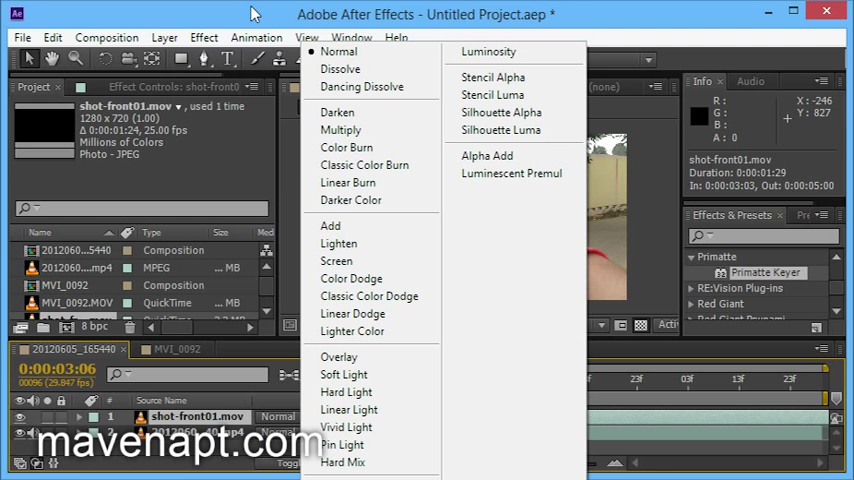 Ae
Adobe After Effects - Untitled Project.aep *
File Edit Composition Layer Effect Animation View Window Help
Project
Effect Controls: shot-front0
(none)
Info
Audio
shot-front01.mov ▼, used 1 time
1280 x 720 (1.00)
Δ 0:00:01:24, 25.00 fps
Millions of Colors
Photo - JPEG
R :
G :
B :
A : 0
X : -246
Y : 827
shot-front01.mov
Duration: 0:00:01:29
In: 0:00:03:03, Out: 0:00:05:00
Effects & Presets
Primatte
Primatte Keyer
RE:Vision Plug-ins
Red Giant
Name Type Size Med
2012060...5440 Composition
2012060....mp4 MPEG ... MB
MVI_0092 Composition
MVI_0092.MOV QuickTime ... MB
8 bpc
Normal
Dissolve
Dancing Dissolve
Darken
Multiply
Color Burn
Classic Color Burn
Linear Burn
Darker Color
Add
Lighten
Screen
Color Dodge
Classic Color Dodge
Linear Dodge
Lighter Color
Overlay
Soft Light
Hard Light
Linear Light
Vivid Light
Pin Light
Hard Mix
Luminosity
Stencil Alpha
Stencil Luma
Silhouette Alpha
Silhouette Luma
Alpha Add
Luminescent Premul
20120605_165440
MVI_0092
0:00:03:06
00096 (29.847 fps)
23f 03f 13f 23f
# Source Name
1 shot-front01.mov Normal
2
mavenapt.com